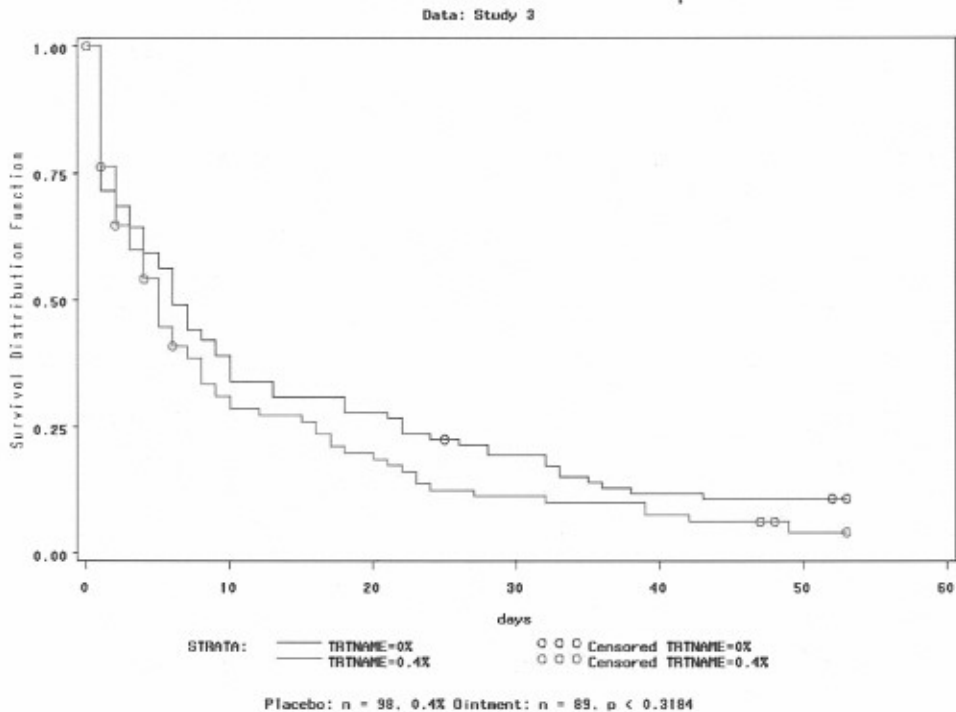 Data: Study 3
1.00
0.75
0.50
0.25
0.00
Survival Distribution Function
0 10 20 30 40 50 60
days
STRATA: TRTNAME=0% O O O Censored TRTNAME=0%
TRTNAME=0.4% O O O Censored TRTNAME=0.4%
Placebo: n = 98. 0.4% Ointment: n = 89. p < 0.3184